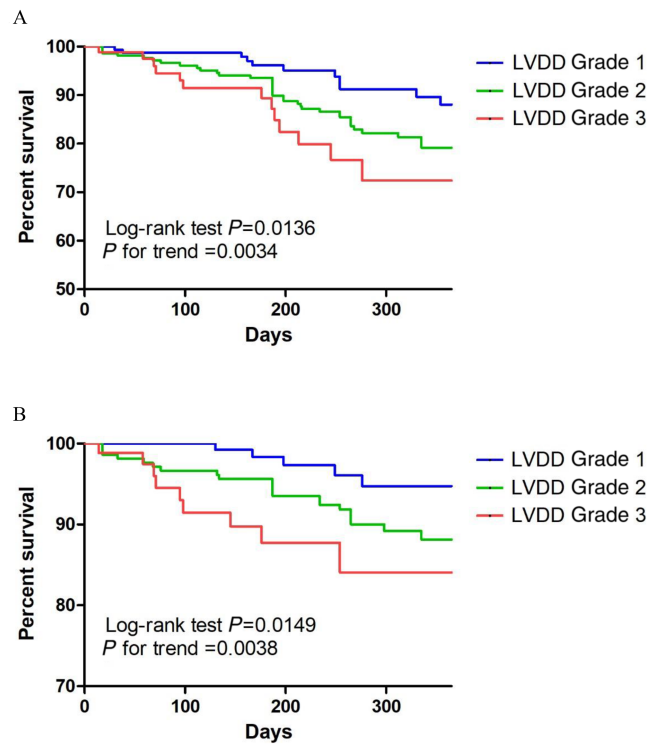 A
100
90
80
70
60
50
Percent survival
0 100 200 300
Days
Log-rank test P=0.0136
P for trend =0.0034
LVDD Grade 1
LVDD Grade 2
LVDD Grade 3
B
100
90
80
70
Percent survival
0 100 200 300
Days
Log-rank test P=0.0149
P for trend =0.0038
LVDD Grade 1
LVDD Grade 2
LVDD Grade 3